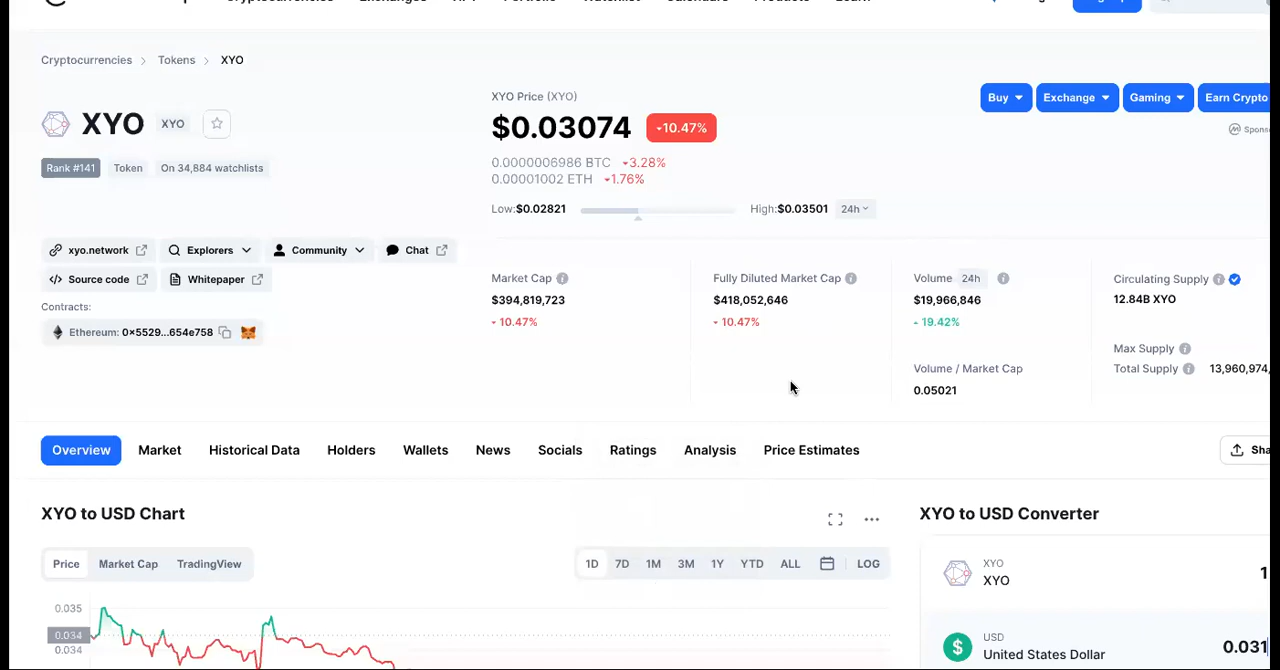 Cryptocurrencies > Tokens > XYO
XYO XYO
Rank #141 Token On 34,884 watchlists
xyo.network Explorers Community Chat
Source code Whitepaper
Contracts:
Ethereum: 0x5529...654e758
XYO Price (XYO)
$0.03074 10.47%
0.0000006986 BTC 3.28%
0.00001002 ETH 1.76%
Low:$0.02821 High:$0.03501 24h
Buy Exchange Gaming Earn Crypto
Market Cap
$394,819,723
10.47%
Fully Diluted Market Cap
$418,052,646
10.47%
Volume 24h
$19,966,846
19.42%
Volume / Market Cap
0.05021
Circulating Supply
12.84B XYO
Max Supply
Total Supply 13,960,974,
Overview Market Historical Data Holders Wallets News Socials Ratings Analysis Price Estimates
XYO to USD Chart
Price Market Cap TradingView
1D 7D 1M 3M 1Y YTD ALL LOG
0.035
0.034
0.034
XYO to USD Converter
XYO
XYO 1
USD
United States Dollar 0.031